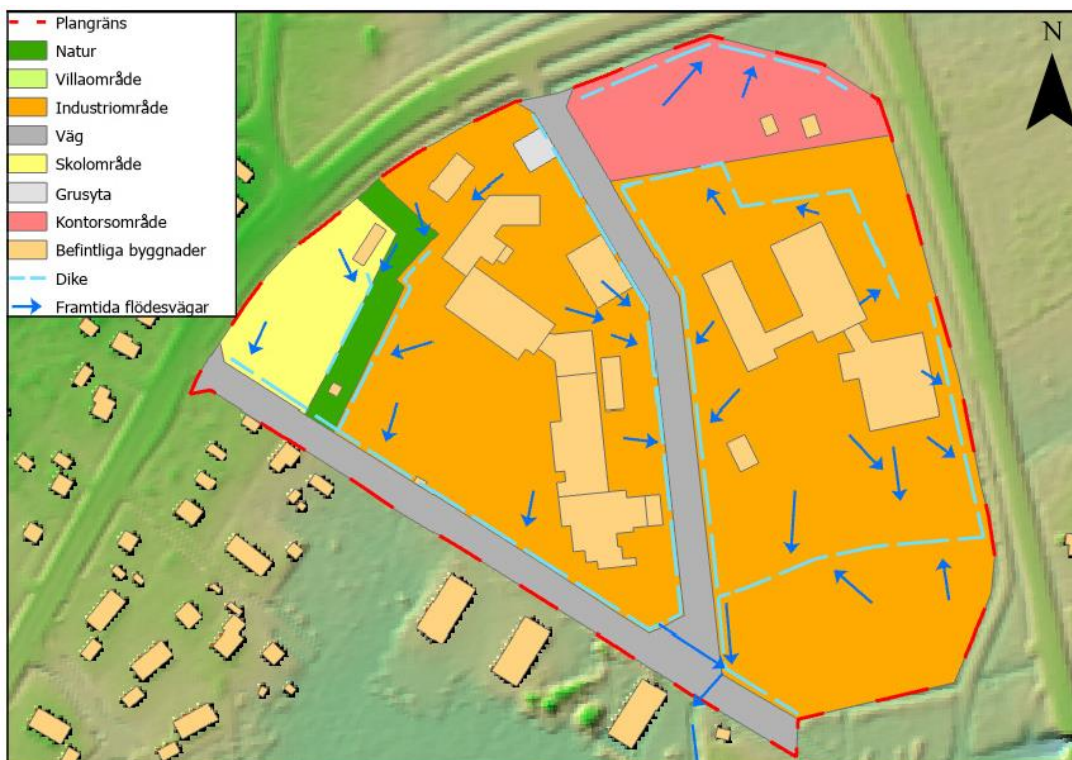 Plangräns
Natur
Villaområde
Industriområde
Väg
Skolområde
Grusyta
Kontorsområde
Befintliga byggnader
Dike
Framtida flödesvägar
N